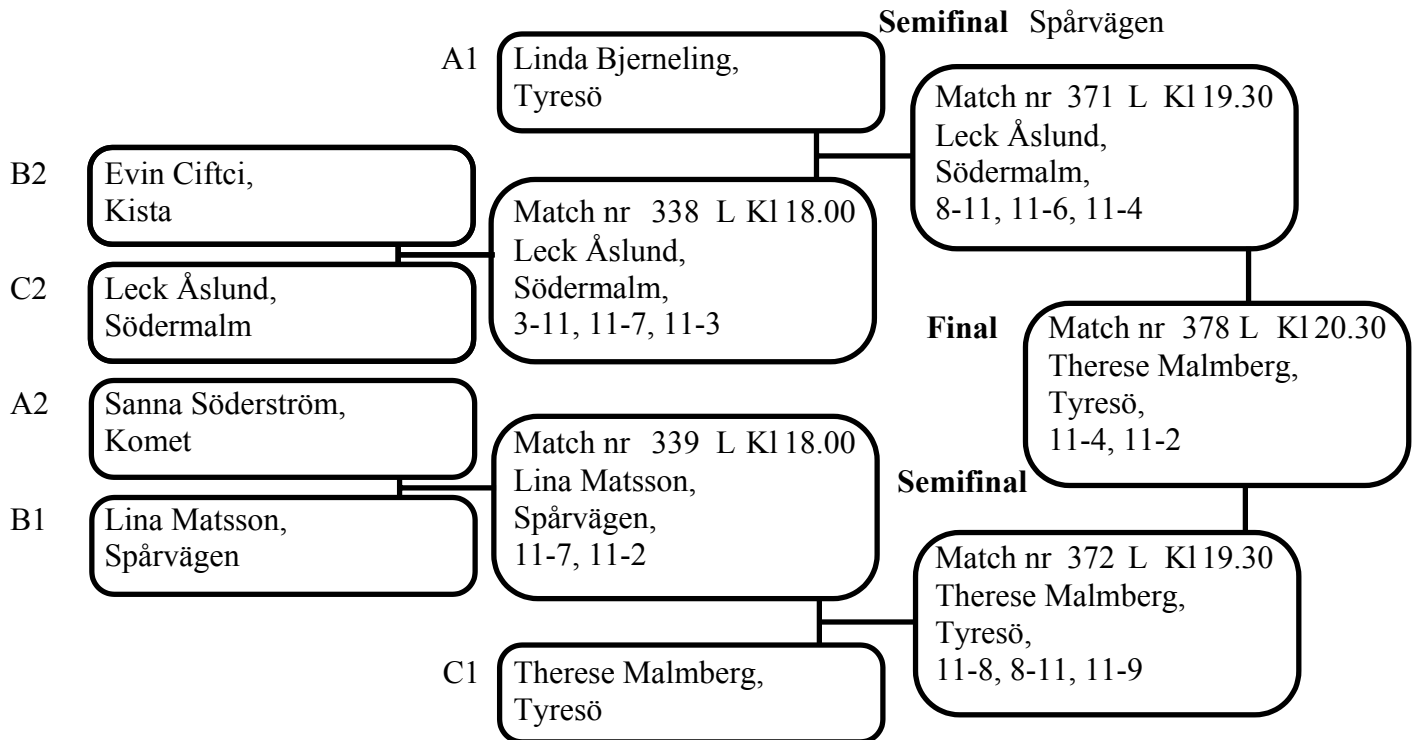 Semifinal Spårvägen
A1
Linda Bjerneling,
Tyresö
Match nr 371 L Kl 19.30
Leck Åslund,
Södermalm,
8-11, 11-6, 11-4
B2
Evin Ciftci,
Kista
Match nr 338 L Kl 18.00
Leck Åslund,
Södermalm,
3-11, 11-7, 11-3
C2
Leck Åslund,
Södermalm
Final
Match nr 378 L Kl 20.30
Therese Malmberg,
Tyresö,
11-4, 11-2
A2
Sanna Söderström,
Komet
Match nr 339 L Kl 18.00
Lina Matsson,
Spårvägen,
11-7, 11-2
B1
Lina Matsson,
Spårvägen
Semifinal
Match nr 372 L Kl 19.30
Therese Malmberg,
Tyresö,
11-8, 8-11, 11-9
C1
Therese Malmberg,
Tyresö